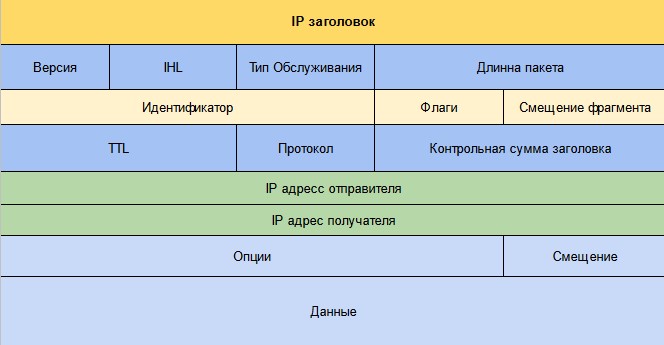 IP заголовок
Версия IHL Тип Обслуживания Длинна пакета
Идентификатор Флаги Смещение фрагмента
TTL Протокол Контрольная сумма заголовка
IP адресс отправителя
IP адрес получателя
Опции Смещение
Данные